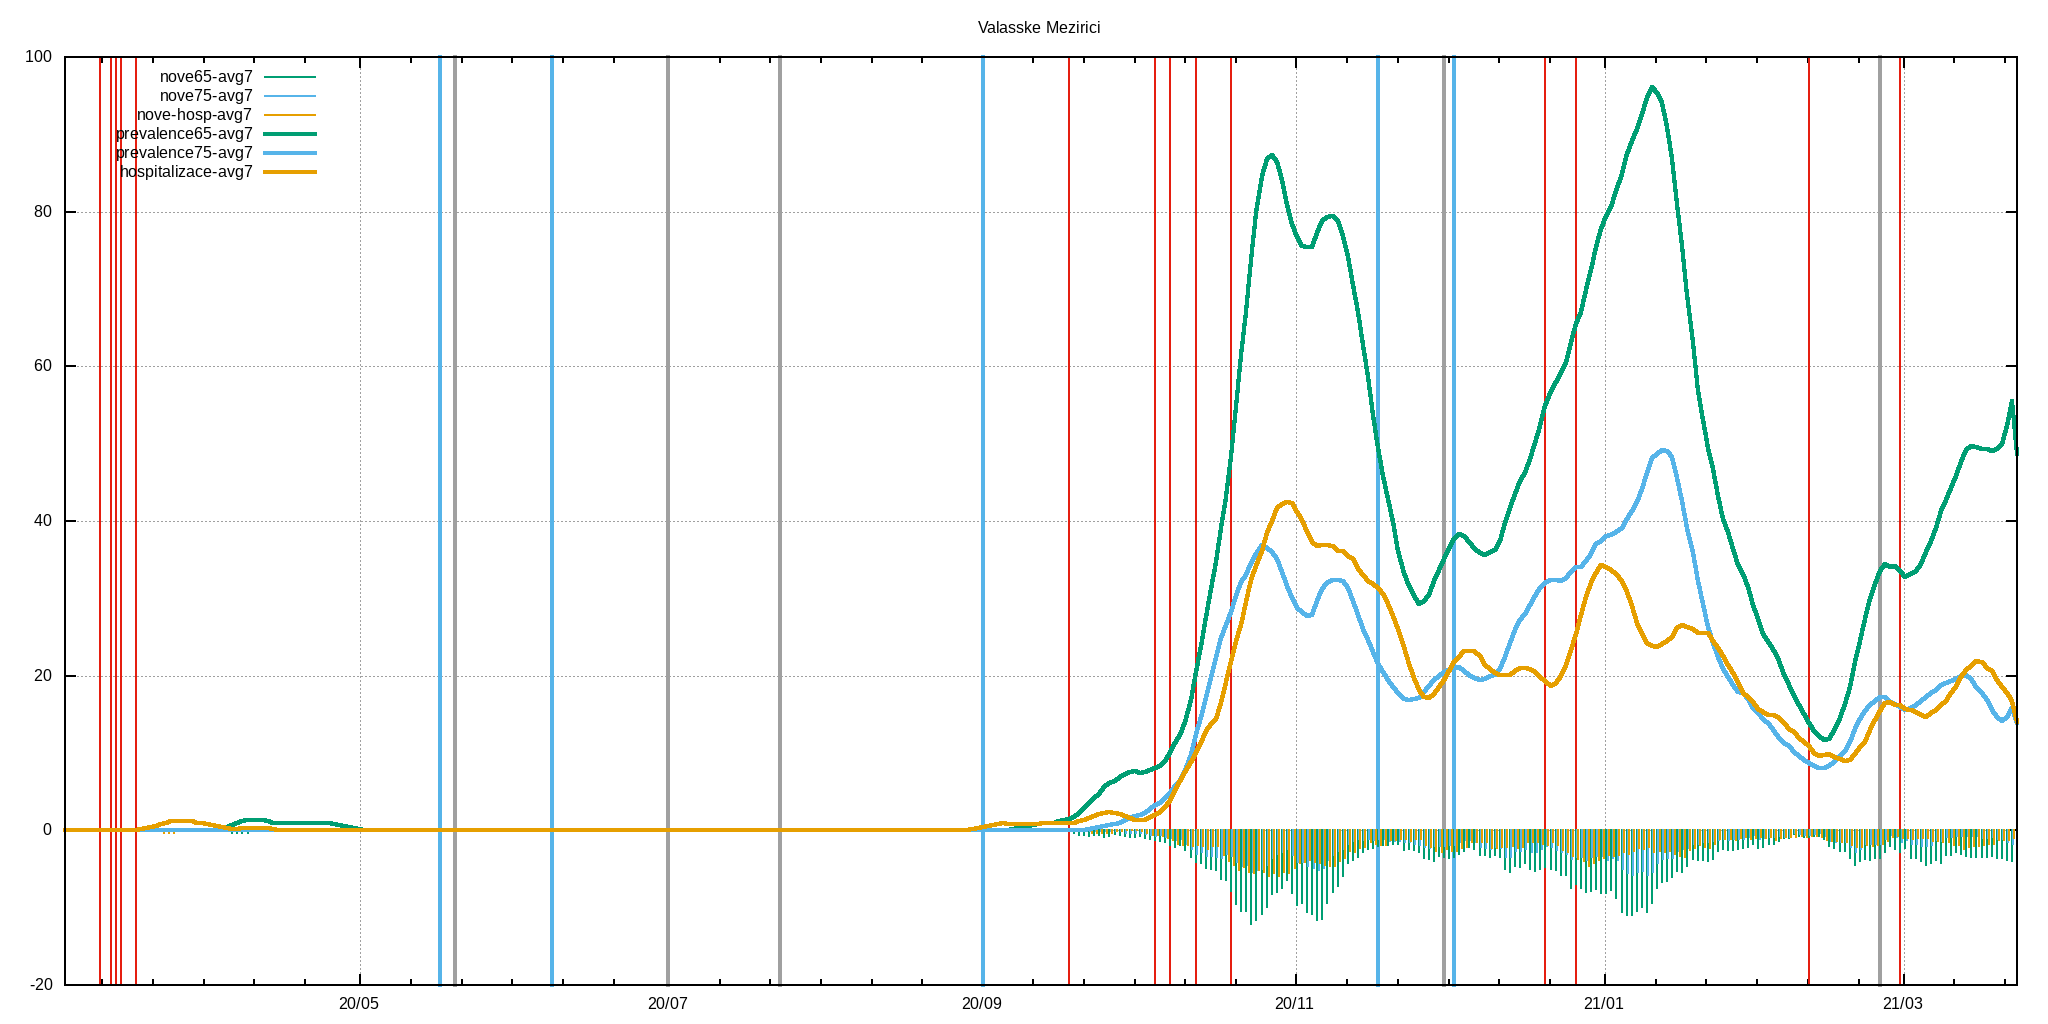 Valasske Mezirici
100
80
60
40
20
0
-20
nove65-avg7
nove75-avg7
nove-hosp-avg7
prevalence65-avg7
prevalence75-avg7
hospitalizace-avg7
20/05
20/07
20/09
20/11
21/01
21/03